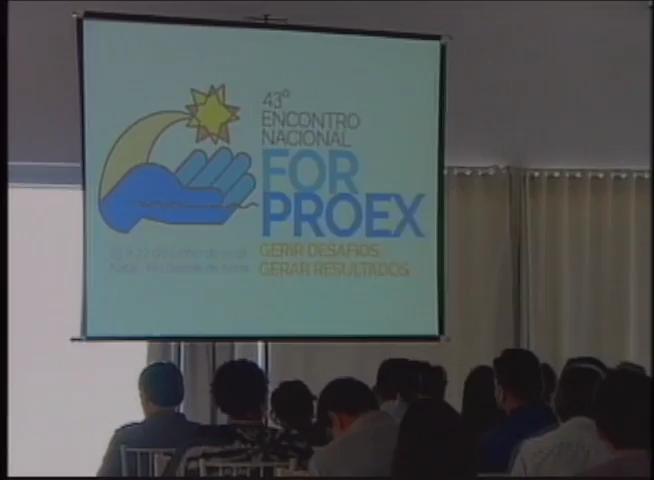 43º
ENCONTRO
NACIONAL
FOR
PROEX
GERIR DESAFIOS
GERAR RESULTADOS